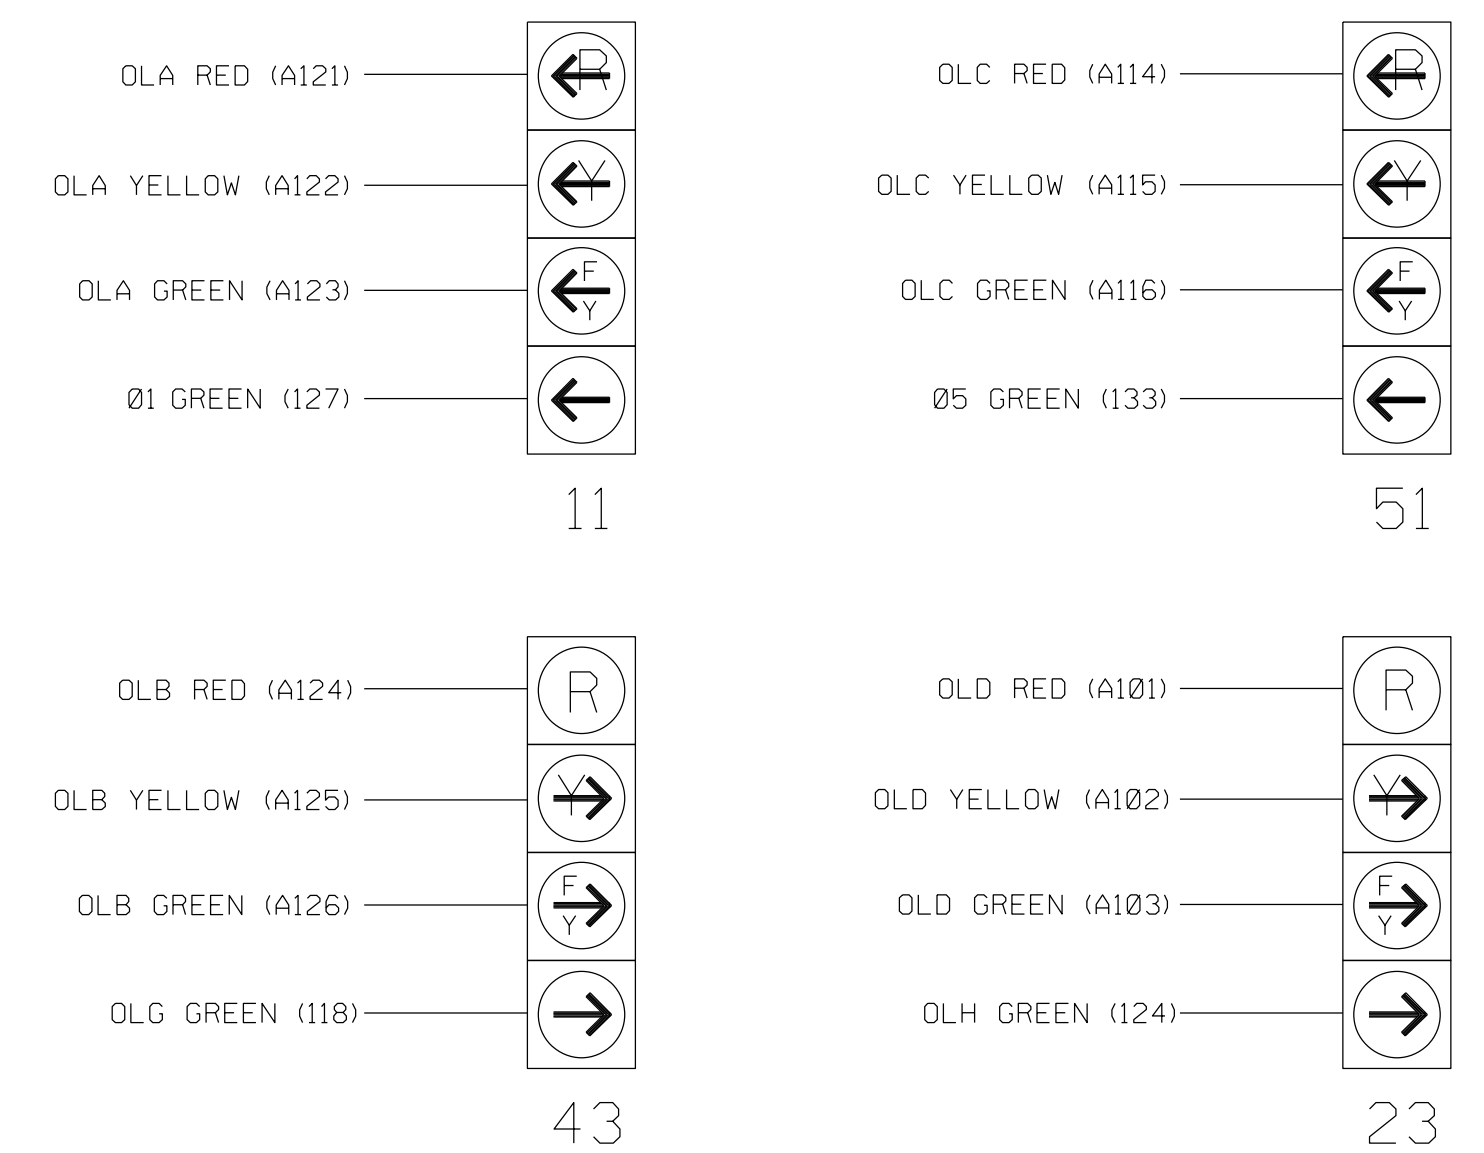 OLA RED (A121)
R
OLA YELLOW (A122)
Y
OLA GREEN (A123)
F
Y
Ø1 GREEN (127)
11
OLC RED (A114)
R
OLC YELLOW (A115)
Y
OLC GREEN (A116)
F
Y
Ø5 GREEN (133)
51
OLB RED (A124)
R
OLB YELLOW (A125)
Y
OLB GREEN (A126)
F
Y
OLG GREEN (118)
43
OLD RED (A1Ø1)
R
OLD YELLOW (A1Ø2)
Y
OLD GREEN (A1Ø3)
F
Y
OLH GREEN (124)
23